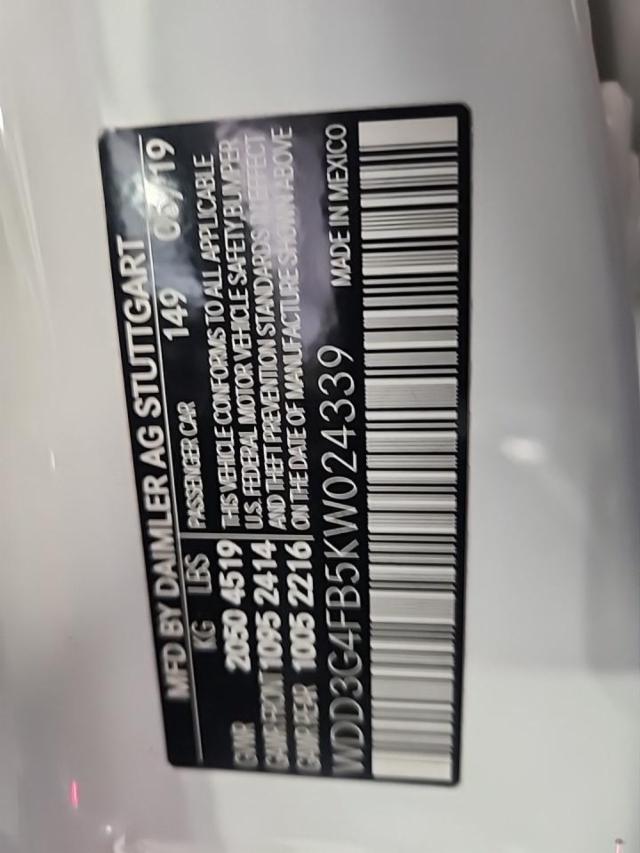 MFD BY DAIMLER AG STUTTGART
KG LBS PASSENGER CAR 149 /19
GVWR 2050 4519 THIS VEHICLE CONFORMS TO ALL APPLICABLE
GAWR FRONT 1095 2414 U.S. FEDERAL MOTOR VEHICLE SAFETY, BUMPER
GAWR REAR 1005 2216 AND THEFT PREVENTION STANDARDS IN EFFECT
ON THE DATE OF MANUFACTURE SHOWN ABOVE
WDD3G4FB5KW024339 MADE IN MEXICO